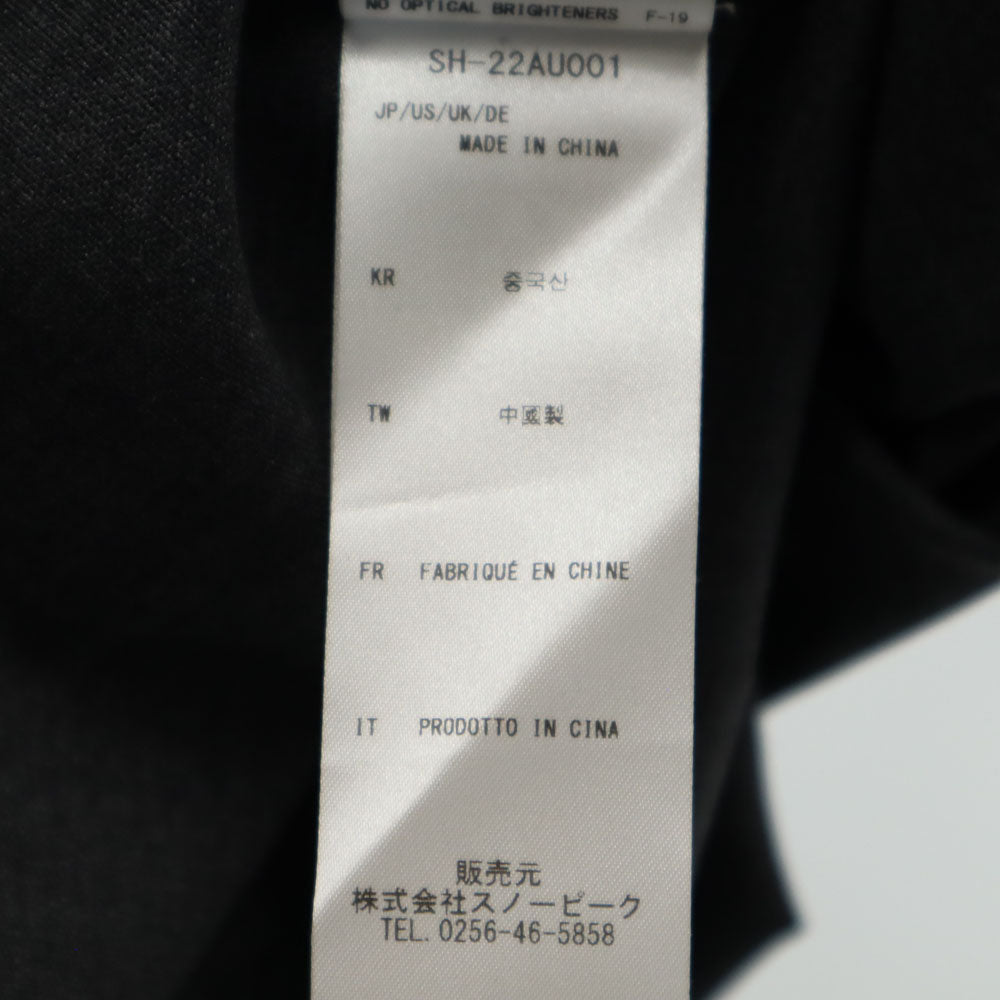 NO OPTICAL BRIGHTENERS F-19
SH-22AU001
JP/US/UK/DE
MADE IN CHINA
KR 중국산
TW 中國製
FR FABRIQUÉ EN CHINE
IT PRODOTTO IN CINA
販売元
株式会社スノーピーク
TEL. 0256-46-5858